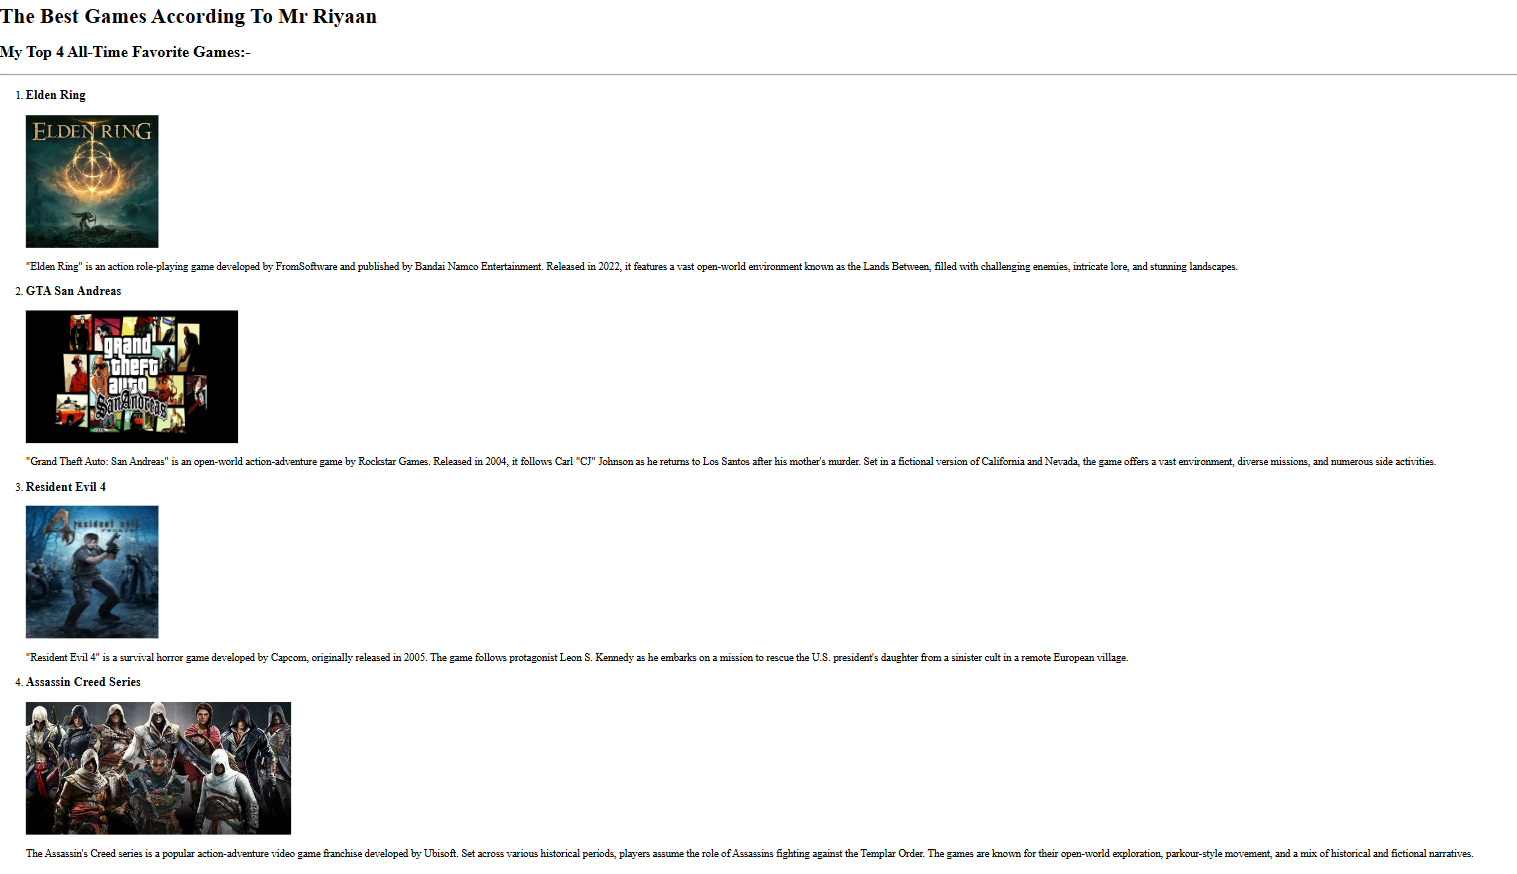 The Best Games According To Mr Riyaan
My Top 4 All-Time Favorite Games:-
1. Elden Ring
ELDEN RING
"Elden Ring" is an action role-playing game developed by FromSoftware and published by Bandai Namco Entertainment. Released in 2022, it features a vast open-world environment known as the Lands Between, filled with challenging enemies, intricate lore, and stunning landscapes.
2. GTA San Andreas
grand
theft
auto
San Andreas
"Grand Theft Auto: San Andreas" is an open-world action-adventure game by Rockstar Games. Released in 2004, it follows Carl "CJ" Johnson as he returns to Los Santos after his mother's murder. Set in a fictional version of California and Nevada, the game offers a vast environment, diverse missions, and numerous side activities.
3. Resident Evil 4
4 resident evil
"Resident Evil 4" is a survival horror game developed by Capcom, originally released in 2005. The game follows protagonist Leon S. Kennedy as he embarks on a mission to rescue the U.S. president's daughter from a sinister cult in a remote European village.
4. Assassin Creed Series
The Assassin's Creed series is a popular action-adventure video game franchise developed by Ubisoft. Set across various historical periods, players assume the role of Assassins fighting against the Templar Order. The games are known for their open-world exploration, parkour-style movement, and a mix of historical and fictional narratives.